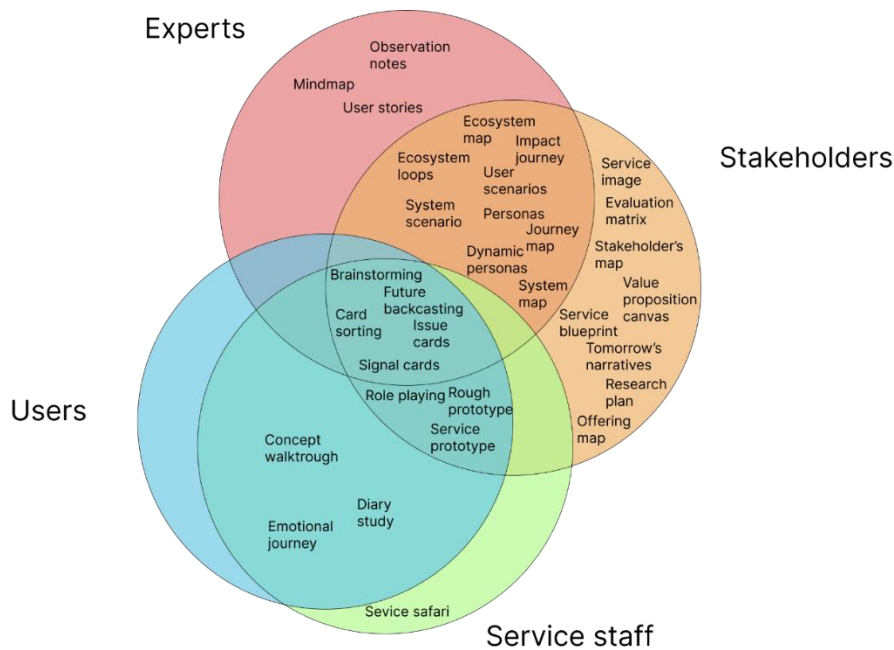 Experts
Observation
notes
Mindmap
User stories
Ecosystem
map
Impact
journey
Stakeholders
Ecosystem
loops
User
scenarios
Service
image
System
scenario
Personas
Evaluation
matrix
Journey
map
Dynamic
personas
Stakeholder's
map
System
map
Value
proposition
canvas
Service
blueprint
Tomorrow's
narratives
Research
plan
Offering
map
Brainstorming
Future
backcasting
Card
sorting
Issue
cards
Signal cards
Role playing
Rough
prototype
Service
prototype
Users
Concept
walktrough
Diary
study
Emotional
journey
Sevice safari
Service staff